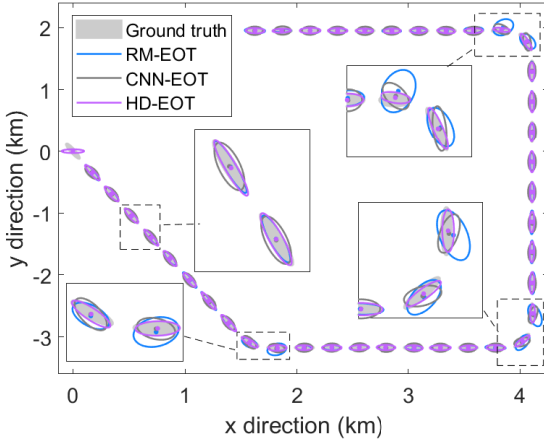 Ground truth
RM-EOT
CNN-EOT
HD-EOT
2
1
0
-1
-2
-3
y direction (km)
0 1 2 3 4
x direction (km)